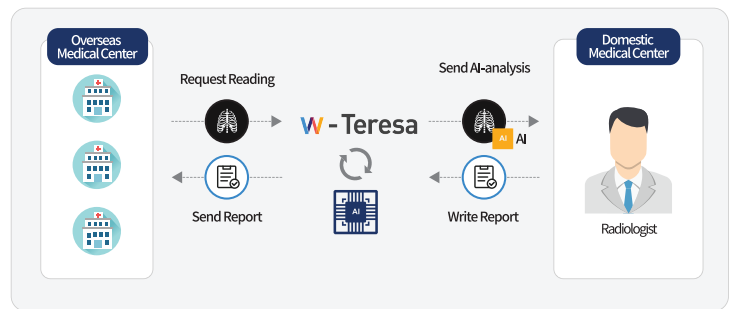 Overseas
Medical Center
Request Reading
Send Report
W-Teresa
AI
Send AI-analysis
AI
AI
Write Report
Domestic
Medical Center
Radiologist